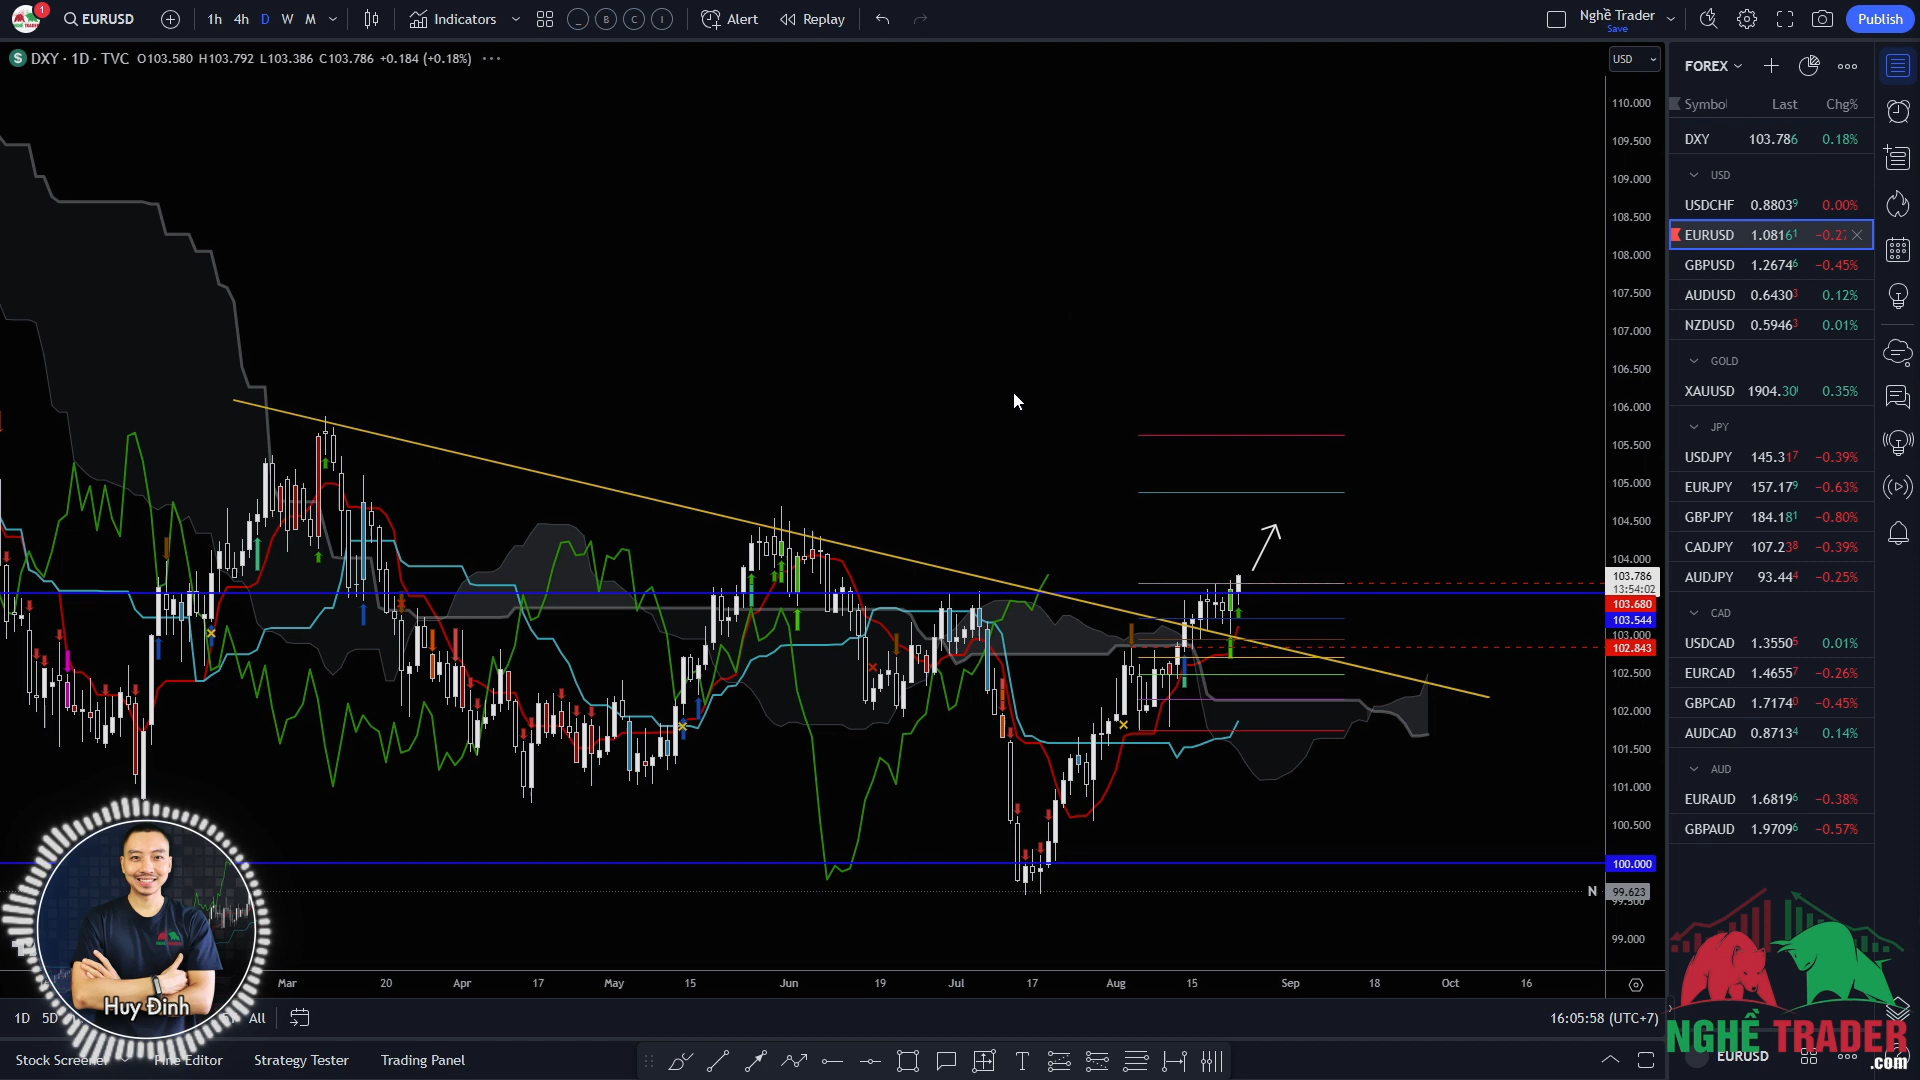 1
EURUSD
1h 4h D W M
Indicators
B C I
Alert
Replay
Nghề Trader
Save
Publish
DXY · 1D · TVC O103.580 H103.792 L103.386 C103.786 +0.184 (+0.18%)
USD
110.000
109.500
109.000
108.500
108.000
107.500
107.000
106.500
106.000
105.500
105.000
104.500
104.000
103.786
13:54:02
103.680
103.544
103.000
102.843
102.500
102.000
101.500
101.000
100.500
100.000
N 99.623
99.500
99.000
Mar 20 Apr 17 May 15 Jun 19 Jul 17 Aug 15 Sep 18 Oct 16
FOREX
Symbol Last Chg%
DXY 103.786 0.18%
USD
USDCHF 0.88039 0.00%
EURUSD 1.08161 −0.27
GBPUSD 1.26746 −0.45%
AUDUSD 0.64303 0.12%
NZDUSD 0.59463 0.01%
GOLD
XAUUSD 1904.30 0.35%
JPY
USDJPY 145.317 −0.39%
EURJPY 157.179 −0.63%
GBPJPY 184.181 −0.80%
CADJPY 107.238 −0.39%
AUDJPY 93.444 −0.25%
CAD
USDCAD 1.35505 0.01%
EURCAD 1.46557 −0.26%
GBPCAD 1.71740 −0.45%
AUDCAD 0.87134 0.14%
AUD
EURAUD 1.68196 −0.38%
GBPAUD 1.97096 −0.57%
Huy Đinh
1D 5D All
16:05:58 (UTC+7)
Stock Screener Pine Editor Strategy Tester Trading Panel
T
NGHỀ TRADER
.com
EURUSD